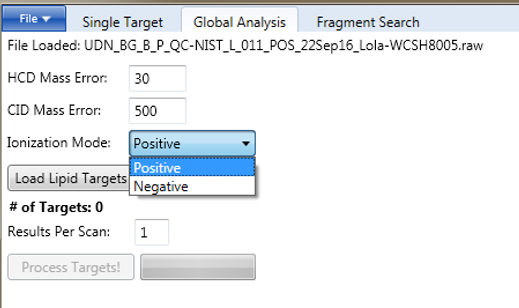 File Single Target Global Analysis Fragment Search
File Loaded: UDN_BG_B_P_QC-NIST_L_011_POS_22Sep16_Lola-WCSH8005.raw
HCD Mass Error: 30
CID Mass Error: 500
Ionization Mode: Positive
Positive
Load Lipid Targets Negative
# of Targets: 0
Results Per Scan: 1
Process Targets!